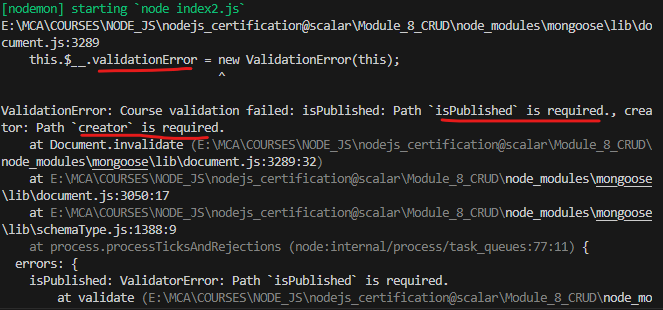 [nodemon] starting `node index2.js`
E:\MCA\COURSES\NODE_JS\nodejs_certification@scalar\Module_8_CRUD\node_modules\mongoose\lib\do
cument.js:3289
    this.$__.validationError = new ValidationError(this);
                               ^
ValidationError: Course validation failed: isPublished: Path `isPublished` is required., crea
tor: Path `creator` is required.
    at Document.invalidate (E:\MCA\COURSES\NODE_JS\nodejs_certification@scalar\Module_8_CRUD\
node_modules\mongoose\lib\document.js:3289:32)
    at E:\MCA\COURSES\NODE_JS\nodejs_certification@scalar\Module_8_CRUD\node_modules\mongoose
\lib\document.js:3050:17
    at E:\MCA\COURSES\NODE_JS\nodejs_certification@scalar\Module_8_CRUD\node_modules\mongoose
\lib\schemaType.js:1388:9
    at process.processTicksAndRejections (node:internal/process/task_queues:77:11) {
  errors: {
    isPublished: ValidatorError: Path `isPublished` is required.
        at validate (E:\MCA\COURSES\NODE_JS\nodejs_certification@scalar\Module_8_CRUD\node_mo